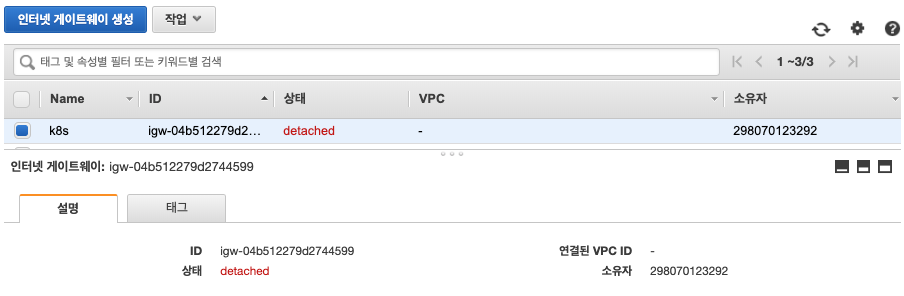 인터넷 게이트웨이 생성 작업
태그 및 속성별 필터 또는 키워드별 검색 1 ~3/3
Name ID 상태 VPC 소유자
k8s igw-04b512279d2... detached - 298070123292
인터넷 게이트웨이: igw-04b512279d2744599
설명 태그
ID igw-04b512279d2744599 연결된 VPC ID -
상태 detached 소유자 298070123292